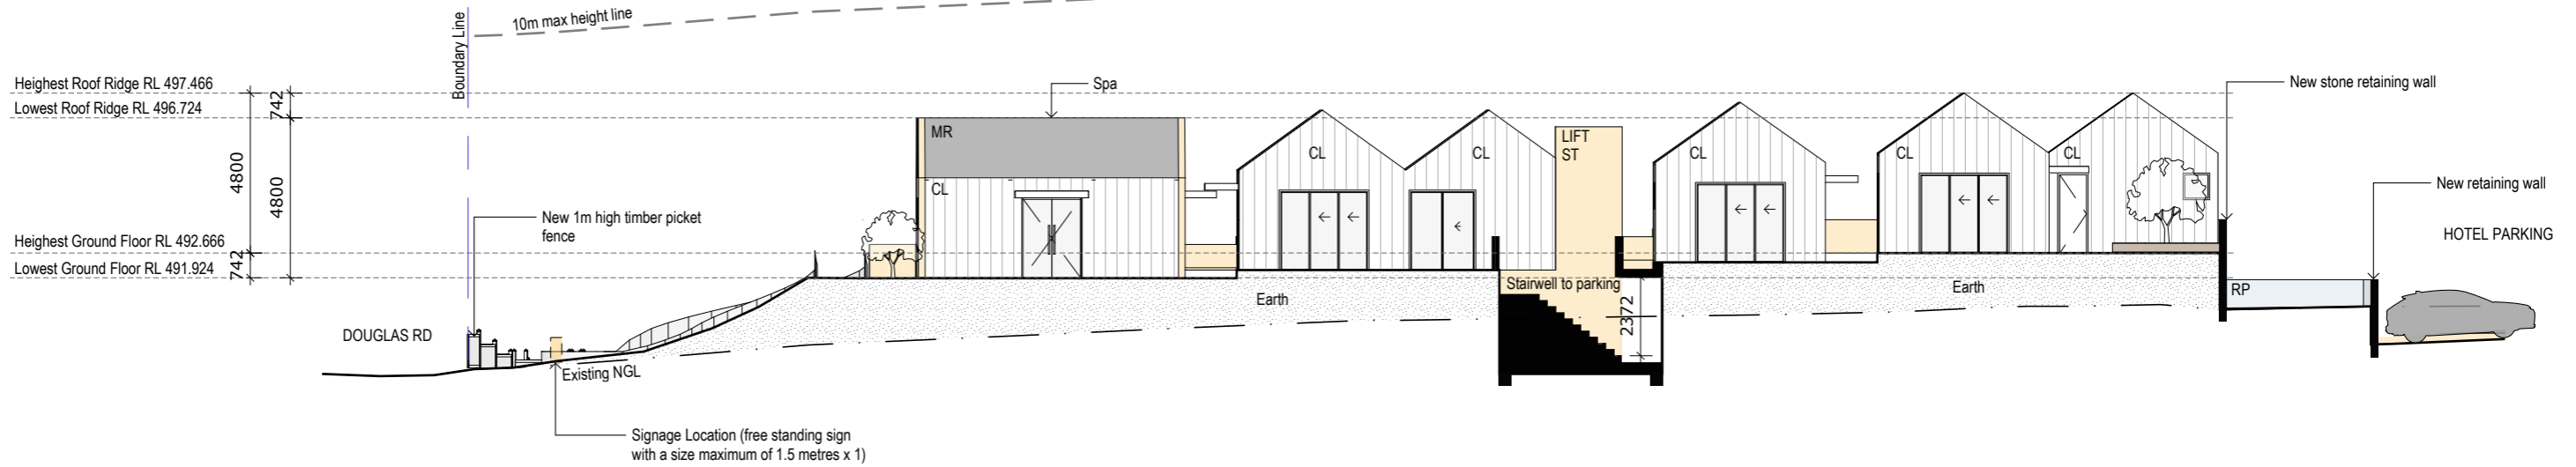 Boundary Line
10m max height line
Heighest Roof Ridge RL 497.466
Lowest Roof Ridge RL 496.724
742
4800
4800
Heighest Ground Floor RL 492.666
Lowest Ground Floor RL 491.924
742
New 1m high timber picket
fence
DOUGLAS RD
Existing NGL
Signage Location (free standing sign
with a size maximum of 1.5 metres x 1)
Spa
MR
CL
CL
CL
LIFT
ST
CL
CL
CL
Earth
Stairwell to parking
2372
Earth
New stone retaining wall
New retaining wall
HOTEL PARKING
RP